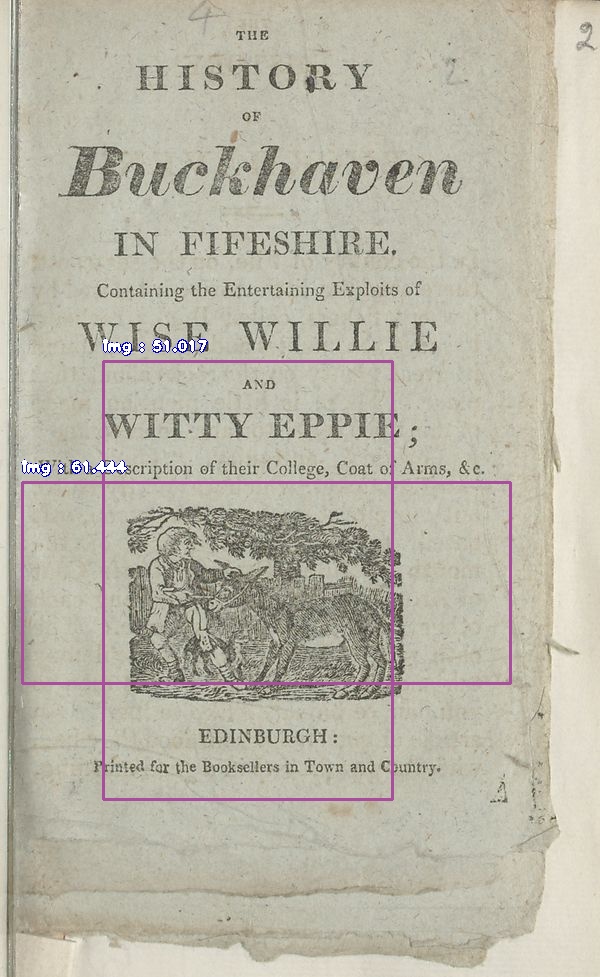 4
2
THE
HISTORY
2
OF
Buckhaven
IN FIFESHIRE.
Containing the Entertaining Exploits of
WISE WILLIE
img : 51.017
AND
WITTY EPPIE;
img : 61.444
of their College, Coat of Arms, &c.
EDINBURGH:
Printed for the Booksellers in Town and Country.